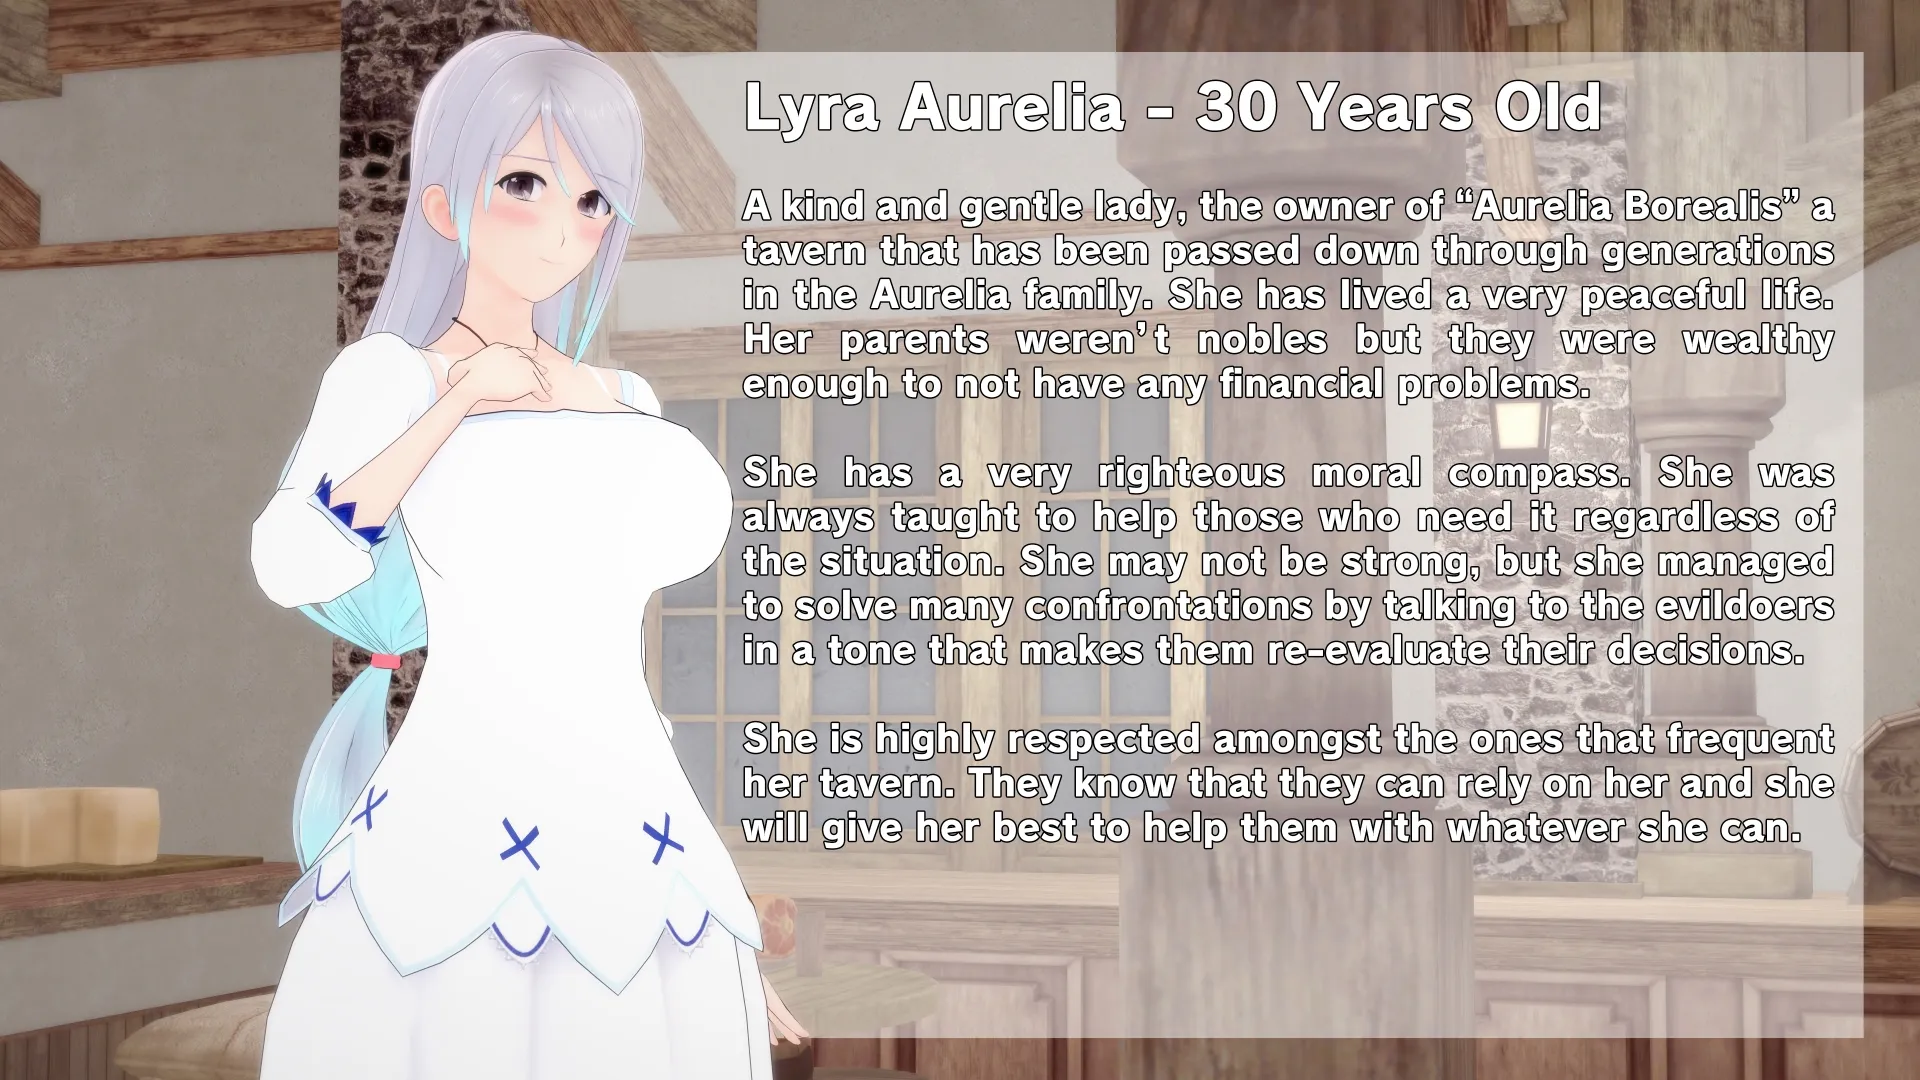 Lyra Aurelia - 30 Years Old
A kind and gentle lady, the owner of “Aurelia Borealis” a
tavern that has been passed down through generations
in the Aurelia family. She has lived a very peaceful life.
Her parents weren’t nobles but they were wealthy
enough to not have any financial problems.
She has a very righteous moral compass. She was
always taught to help those who need it regardless of
the situation. She may not be strong, but she managed
to solve many confrontations by talking to the evildoers
in a tone that makes them re-evaluate their decisions.
She is highly respected amongst the ones that frequent
her tavern. They know that they can rely on her and she
will give her best to help them with whatever she can.